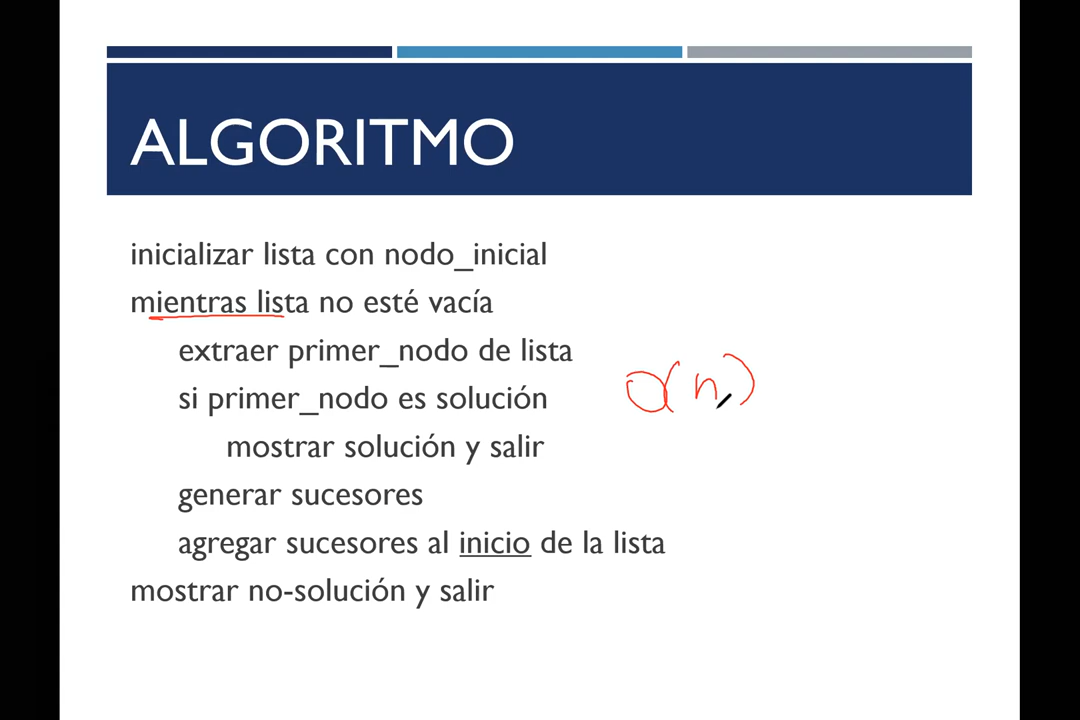 ALGORITMO
inicializar lista con nodo_inicial
mientras lista no esté vacía
extraer primer_nodo de lista
si primer_nodo es solución
O(n)
mostrar solución y salir
generar sucesores
agregar sucesores al inicio de la lista
mostrar no-solución y salir